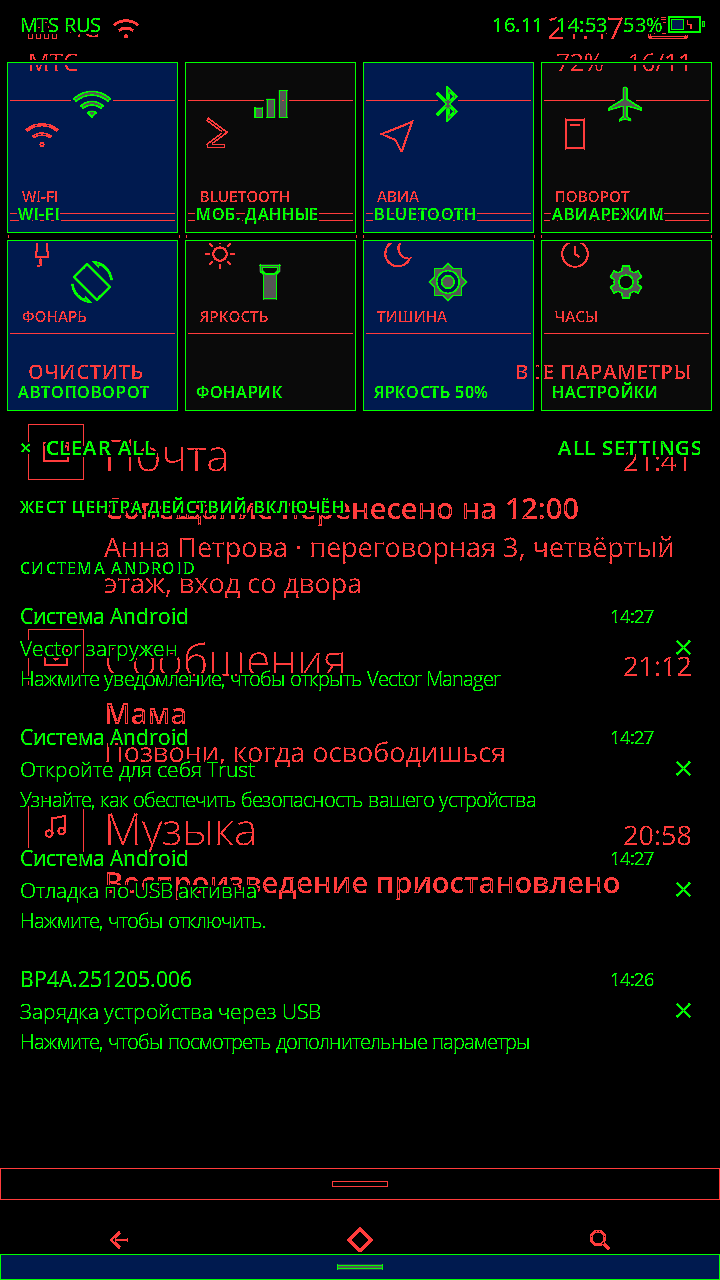 MTS RUS 16.11 14:53 53%
МТС 21:47
72% 16/11
WI-FI BLUETOOTH АВИА ПОВОРОТ
WI-FI МОБ. ДАННЫЕ BLUETOOTH АВИАРЕЖИМ
ФОНАРЬ ЯРКОСТЬ ТИШИНА ЧАСЫ
ОЧИСТИТЬ ВСЕ ПАРАМЕТРЫ
АВТОПОВОРОТ ФОНАРИК ЯРКОСТЬ 50% НАСТРОЙКИ
× CLEAR ALL ALL SETTINGS
Почта 21:41
ЖЕСТ ЦЕНТРА ДЕЙСТВИЙ ВКЛЮЧЁН
Совещание перенесено на 12:00
Анна Петрова · переговорная 3, четвёртый
СИСТЕМА ANDROID
этаж, вход со двора
Система Android 14:27
Vector загружен
Сообщения 21:12
Нажмите уведомление, чтобы открыть Vector Manager
Мама
Система Android 14:27
Позвони, когда освободишься
Откройте для себя Trust
Узнайте, как обеспечить безопасность вашего устройства
Музыка 20:58
Система Android 14:27
Воспроизведение приостановлено
Отладка по USB активна
Нажмите, чтобы отключить.
BP4A.251205.006 14:26
Зарядка устройства через USB
Нажмите, чтобы посмотреть дополнительные параметры